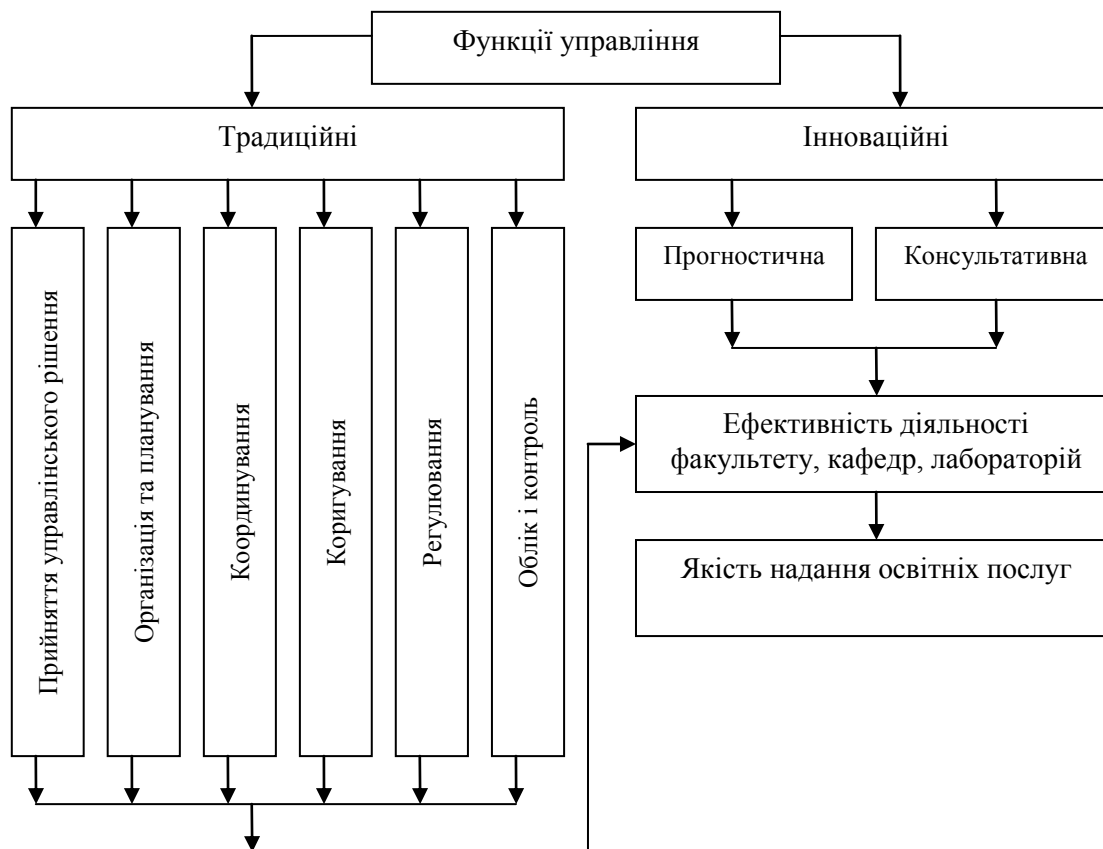 Функції управління
Традиційні
Інноваційні
Прийняття управлінського рішення
Організація та планування
Координування
Коригування
Регулювання
Облік і контроль
Прогностична
Консультативна
Ефективність діяльності
факультету, кафедр, лабораторій
Якість надання освітніх послуг